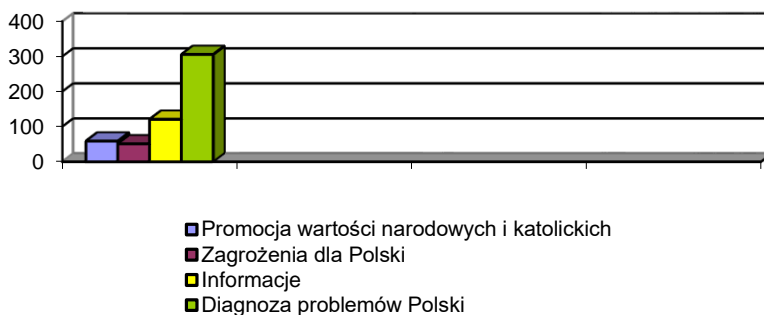 400
300
200
100
0
Promocja wartości narodowych i katolickich
Zagrożenia dla Polski
Informacje
Diagnoza problemów Polski